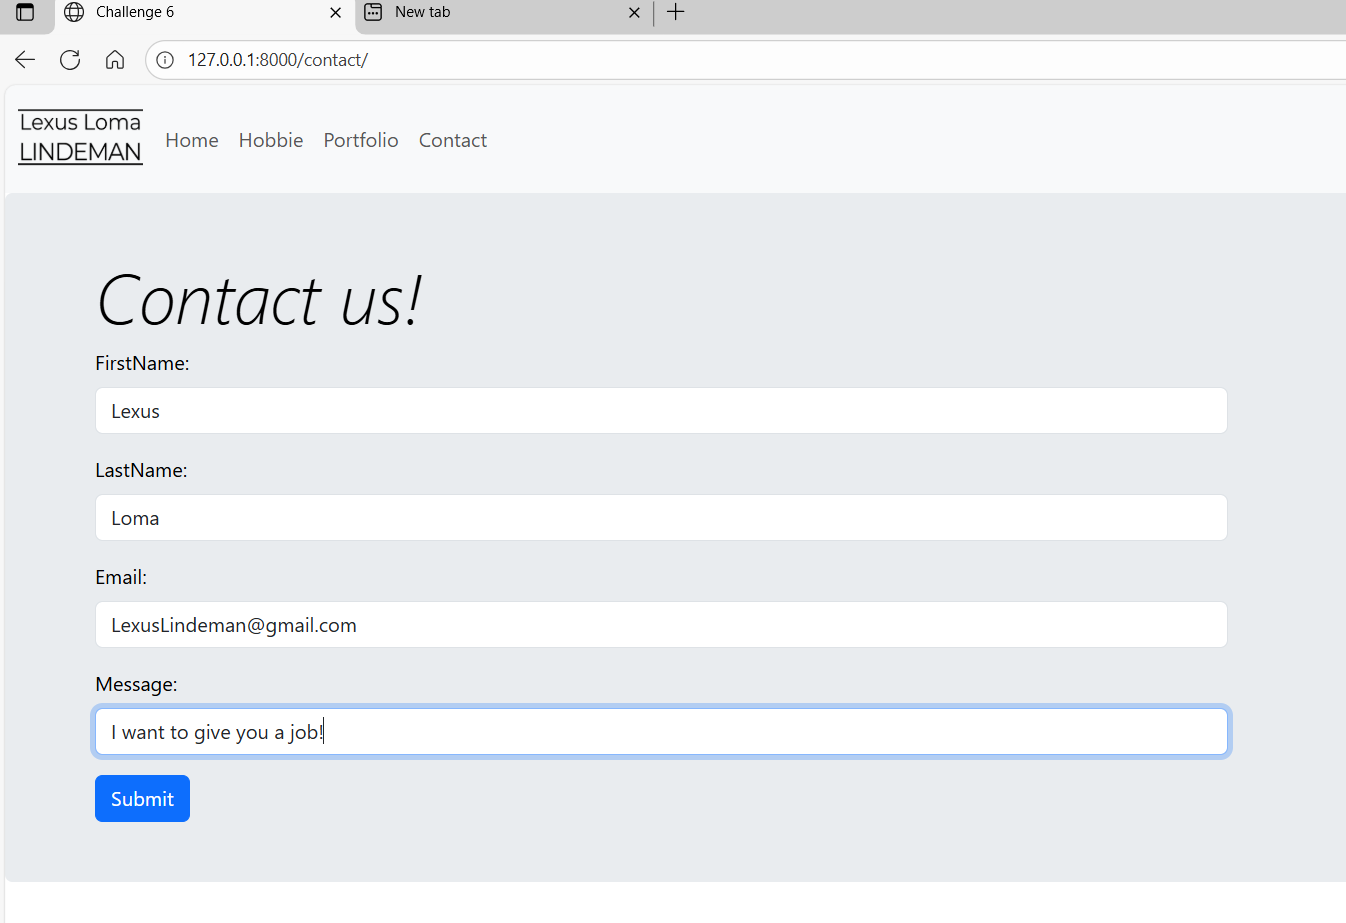 Challenge 6
New tab
127.0.0.1:8000/contact/
Lexus Loma
LINDEMAN
Home Hobbie Portfolio Contact
Contact us!
FirstName:
Lexus
LastName:
Loma
Email:
LexusLindeman@gmail.com
Message:
I want to give you a job!
Submit